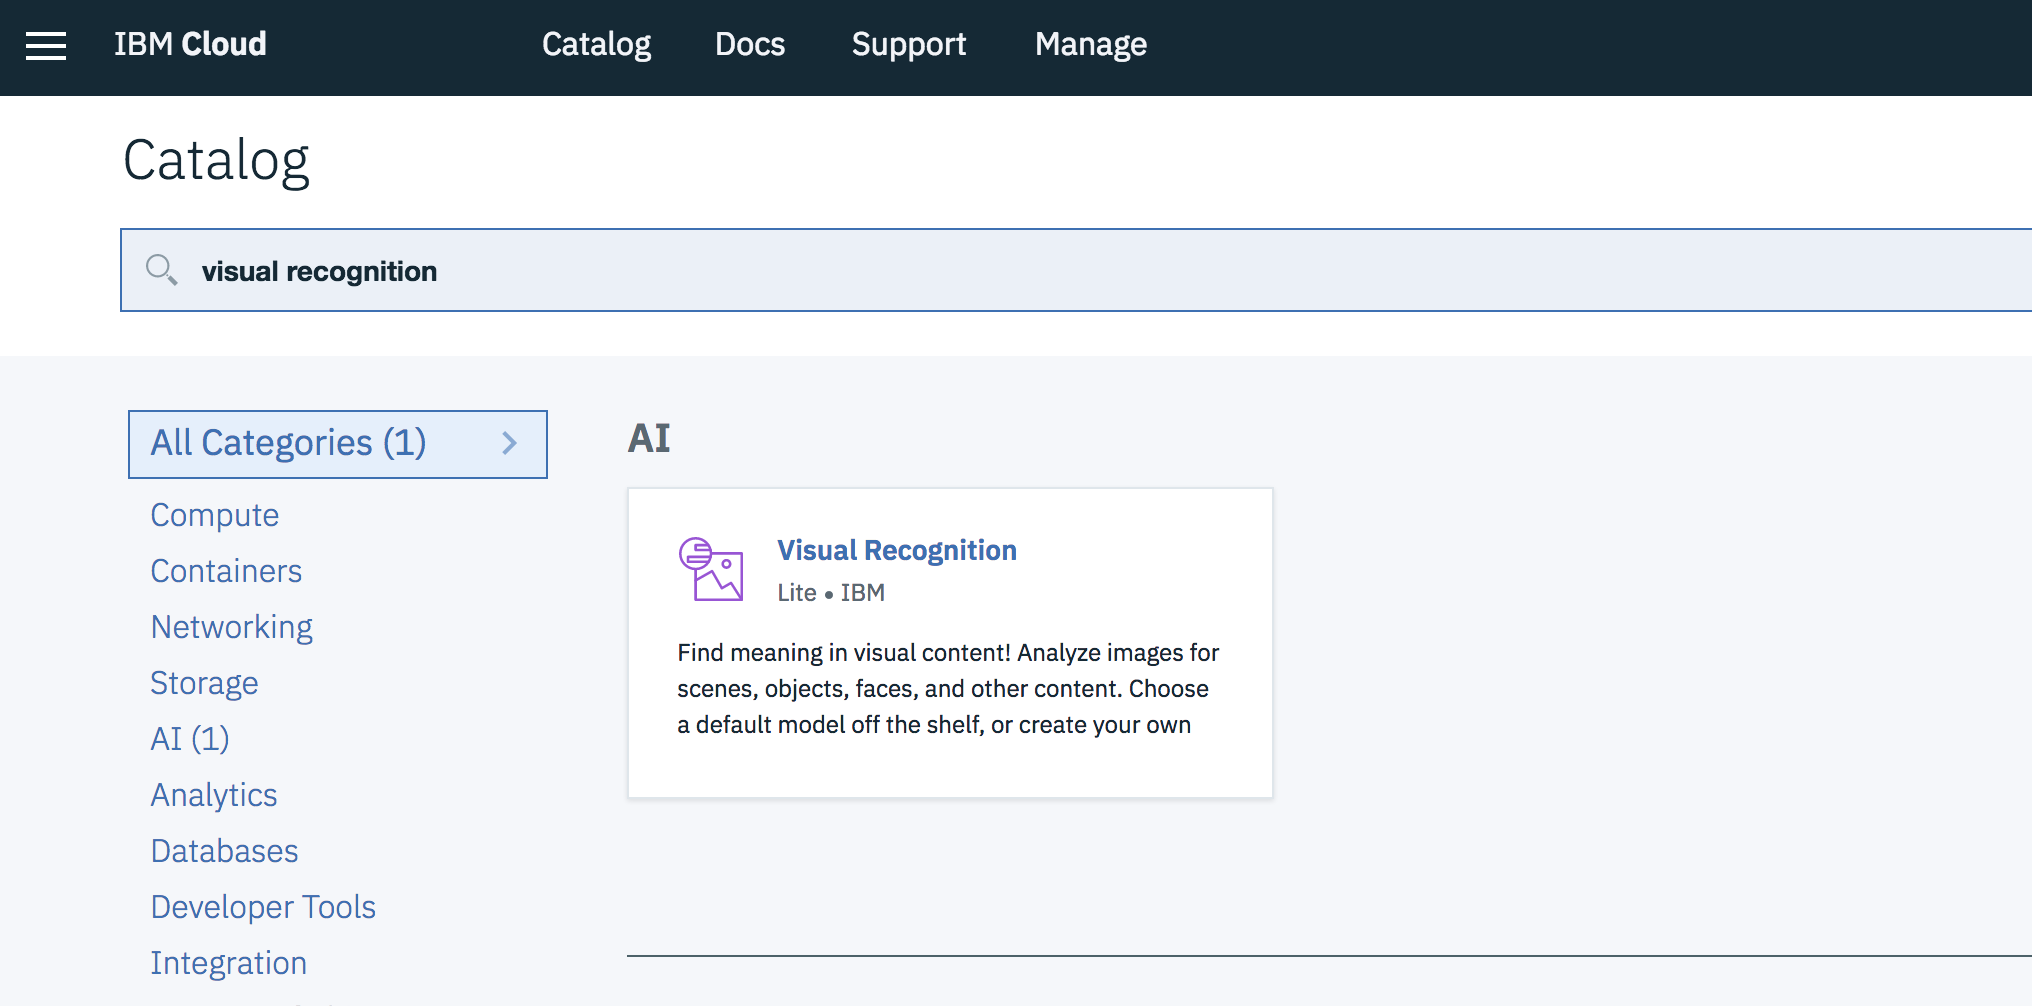 IBM Cloud
Catalog
Docs
Support
Manage
Catalog
visual recognition
All Categories (1)
Compute
Containers
Networking
Storage
AI (1)
Analytics
Databases
Developer Tools
Integration
AI
Visual Recognition
Lite • IBM
Find meaning in visual content! Analyze images for
scenes, objects, faces, and other content. Choose
a default model off the shelf, or create your own